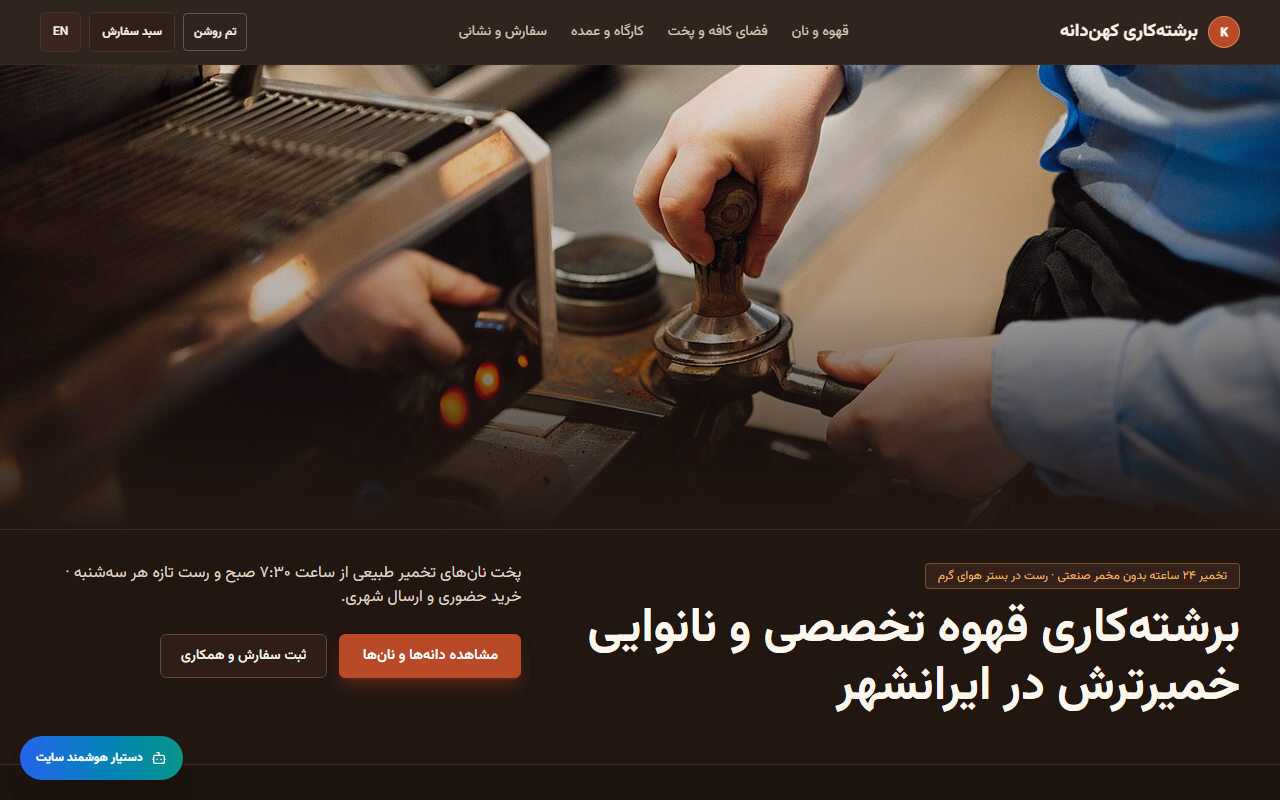 K
برشته‌کاری کهن‌دانه
قهوه و نان
فضای کافه و پخت
کارگاه و عمده
سفارش و نشانی
تم روشن
سبد سفارش
EN
تخمیر ۲۴ ساعته بدون مخمر صنعتی · رست در بستر هوای گرم
برشته‌کاری قهوه تخصصی و نانوایی
خمیرترش در ایرانشهر
پخت نان‌های تخمیر طبیعی از ساعت ۷:۳۰ صبح و رست تازه هر سه‌شنبه ·
خرید حضوری و ارسال شهری.
مشاهده دانه‌ها و نان‌ها
ثبت سفارش و همکاری
دستیار هوشمند سایت